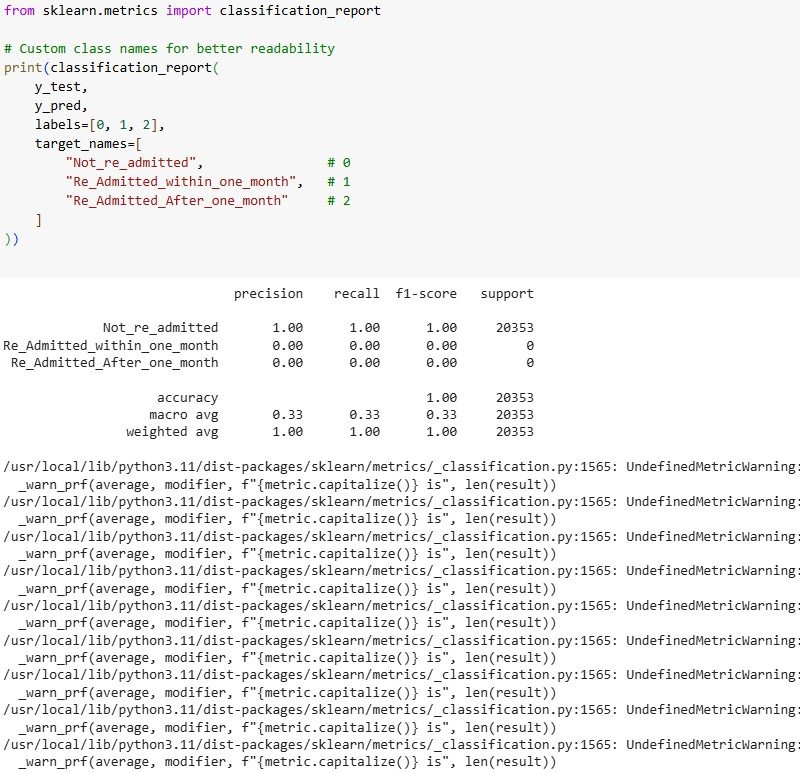 from sklearn.metrics import classification_report
# Custom class names for better readability
print(classification_report(
    y_test,
    y_pred,
    labels=[0, 1, 2],
    target_names=[
        "Not_re_admitted",                # 0
        "Re_Admitted_within_one_month",   # 1
        "Re_Admitted_After_one_month"     # 2
    ]
))
precision    recall  f1-score   support
Not_re_admitted       1.00      1.00      1.00     20353
Re_Admitted_within_one_month       0.00      0.00      0.00         0
Re_Admitted_After_one_month       0.00      0.00      0.00         0
accuracy                           1.00     20353
macro avg       0.33      0.33      0.33     20353
weighted avg       1.00      1.00      1.00     20353
/usr/local/lib/python3.11/dist-packages/sklearn/metrics/_classification.py:1565: UndefinedMetricWarning:
  _warn_prf(average, modifier, f"{metric.capitalize()} is", len(result))
/usr/local/lib/python3.11/dist-packages/sklearn/metrics/_classification.py:1565: UndefinedMetricWarning:
  _warn_prf(average, modifier, f"{metric.capitalize()} is", len(result))
/usr/local/lib/python3.11/dist-packages/sklearn/metrics/_classification.py:1565: UndefinedMetricWarning:
  _warn_prf(average, modifier, f"{metric.capitalize()} is", len(result))
/usr/local/lib/python3.11/dist-packages/sklearn/metrics/_classification.py:1565: UndefinedMetricWarning:
  _warn_prf(average, modifier, f"{metric.capitalize()} is", len(result))
/usr/local/lib/python3.11/dist-packages/sklearn/metrics/_classification.py:1565: UndefinedMetricWarning:
  _warn_prf(average, modifier, f"{metric.capitalize()} is", len(result))
/usr/local/lib/python3.11/dist-packages/sklearn/metrics/_classification.py:1565: UndefinedMetricWarning:
  _warn_prf(average, modifier, f"{metric.capitalize()} is", len(result))
/usr/local/lib/python3.11/dist-packages/sklearn/metrics/_classification.py:1565: UndefinedMetricWarning:
  _warn_prf(average, modifier, f"{metric.capitalize()} is", len(result))
/usr/local/lib/python3.11/dist-packages/sklearn/metrics/_classification.py:1565: UndefinedMetricWarning:
  _warn_prf(average, modifier, f"{metric.capitalize()} is", len(result))
/usr/local/lib/python3.11/dist-packages/sklearn/metrics/_classification.py:1565: UndefinedMetricWarning:
  _warn_prf(average, modifier, f"{metric.capitalize()} is", len(result))